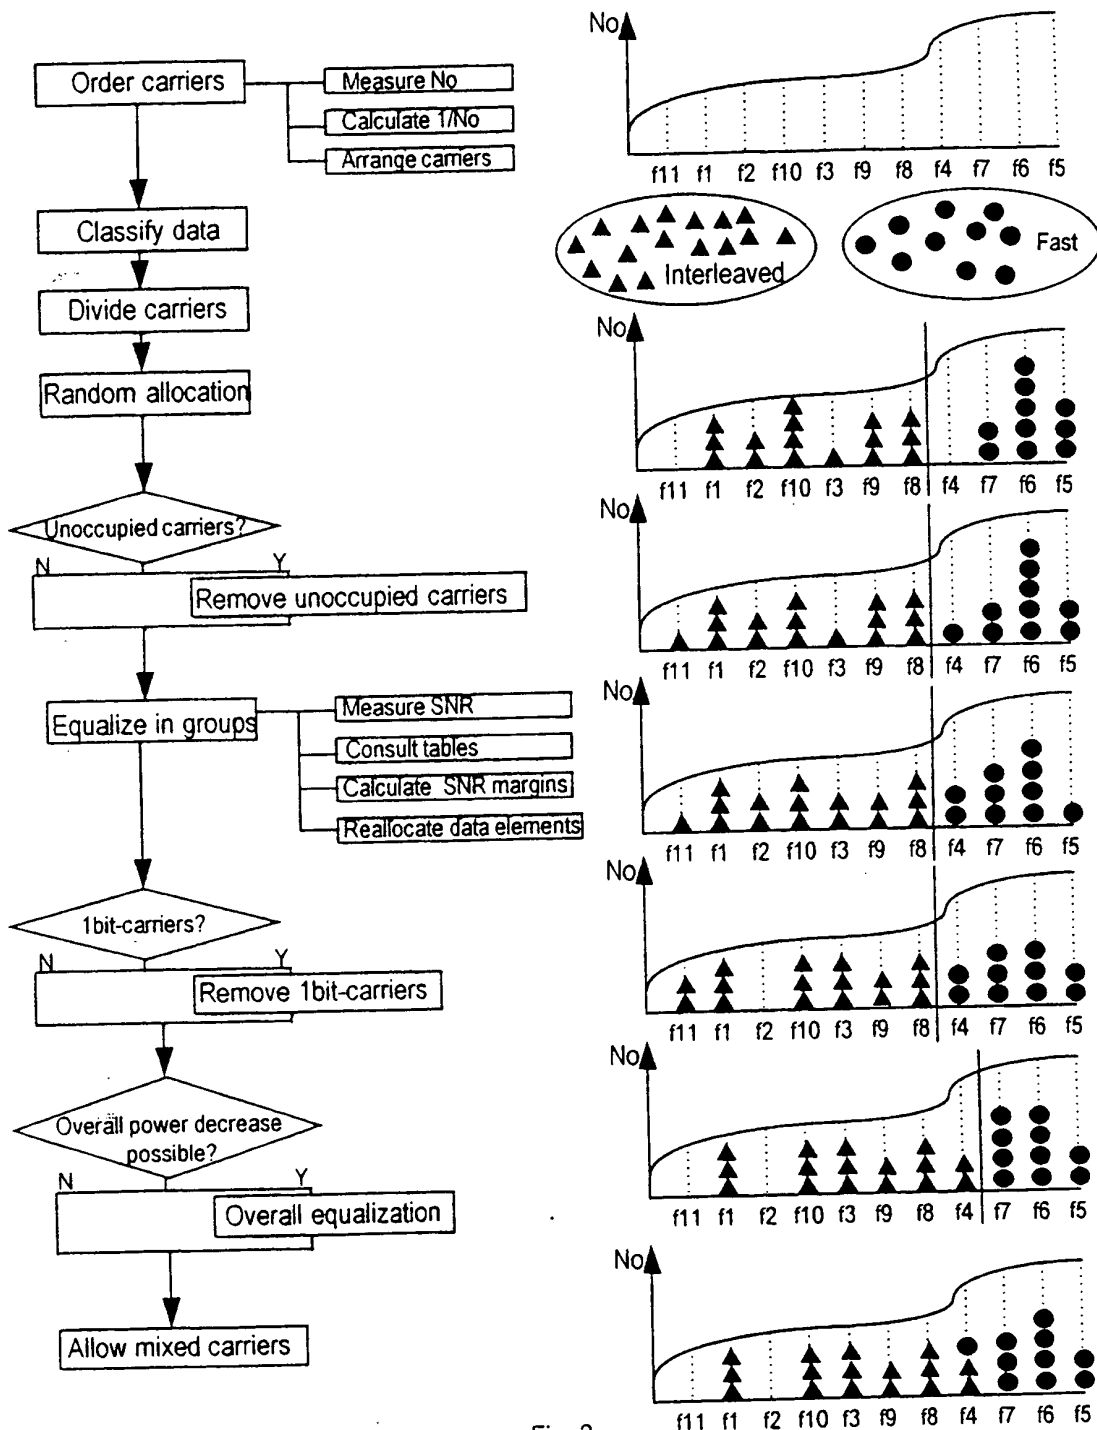 Order carriers
Measure No
Calculate 1/No
Arrange carriers
Classify data
Divide carriers
Random allocation
Unoccupied carriers?
N
Y
Remove unoccupied carriers
Equalize in groups
Measure SNR
Consult tables
Calculate SNR margins
Reallocate data elements
1bit-carriers?
N
Y
Remove 1bit-carriers
Overall power decrease
possible?
N
Y
Overall equalization
Allow mixed carriers
No
f11 f1 f2 f10 f3 f9 f8 f4 f7 f6 f5
Interleaved
Fast
No
f11 f1 f2 f10 f3 f9 f8 f4 f7 f6 f5
No
f11 f1 f2 f10 f3 f9 f8 f4 f7 f6 f5
No
f11 f1 f2 f10 f3 f9 f8 f4 f7 f6 f5
No
f11 f1 f2 f10 f3 f9 f8 f4 f7 f6 f5
No
f11 f1 f2 f10 f3 f9 f8 f4 f7 f6 f5
No
f11 f1 f2 f10 f3 f9 f8 f4 f7 f6 f5